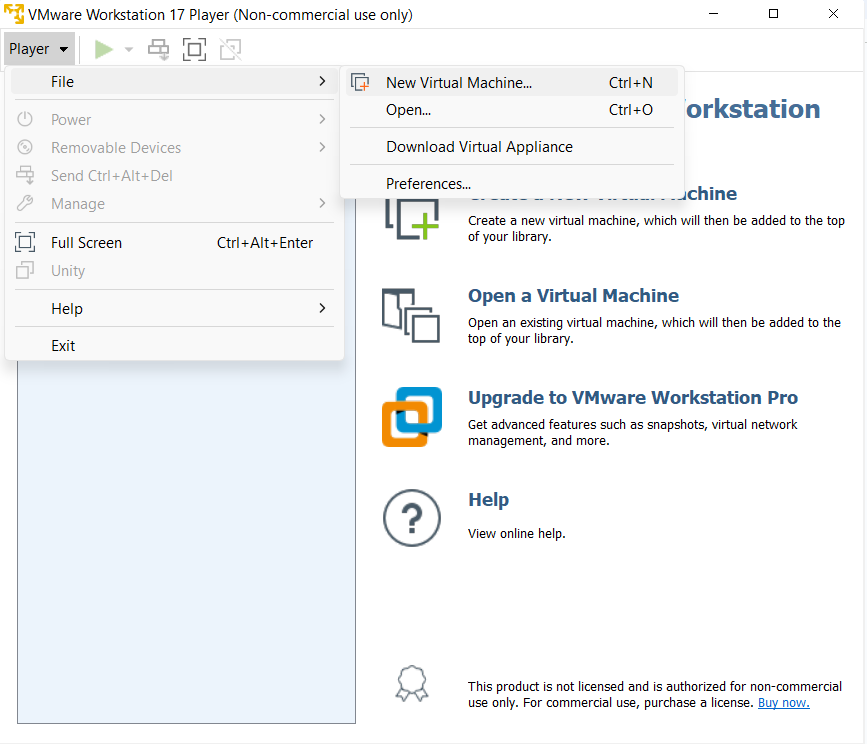 VMware Workstation 17 Player (Non-commercial use only)
Player
File
Power
Removable Devices
Send Ctrl+Alt+Del
Manage
Full Screen Ctrl+Alt+Enter
Unity
Help
Exit
New Virtual Machine... Ctrl+N
Open... Ctrl+O
Download Virtual Appliance
Preferences...
orkstation
Create a New Virtual Machine
Create a new virtual machine, which will then be added to the top
of your library.
Open a Virtual Machine
Open an existing virtual machine, which will then be added to the
top of your library.
Upgrade to VMware Workstation Pro
Get advanced features such as snapshots, virtual network
management, and more.
Help
View online help.
This product is not licensed and is authorized for non-commercial
use only. For commercial use, purchase a license. Buy now.